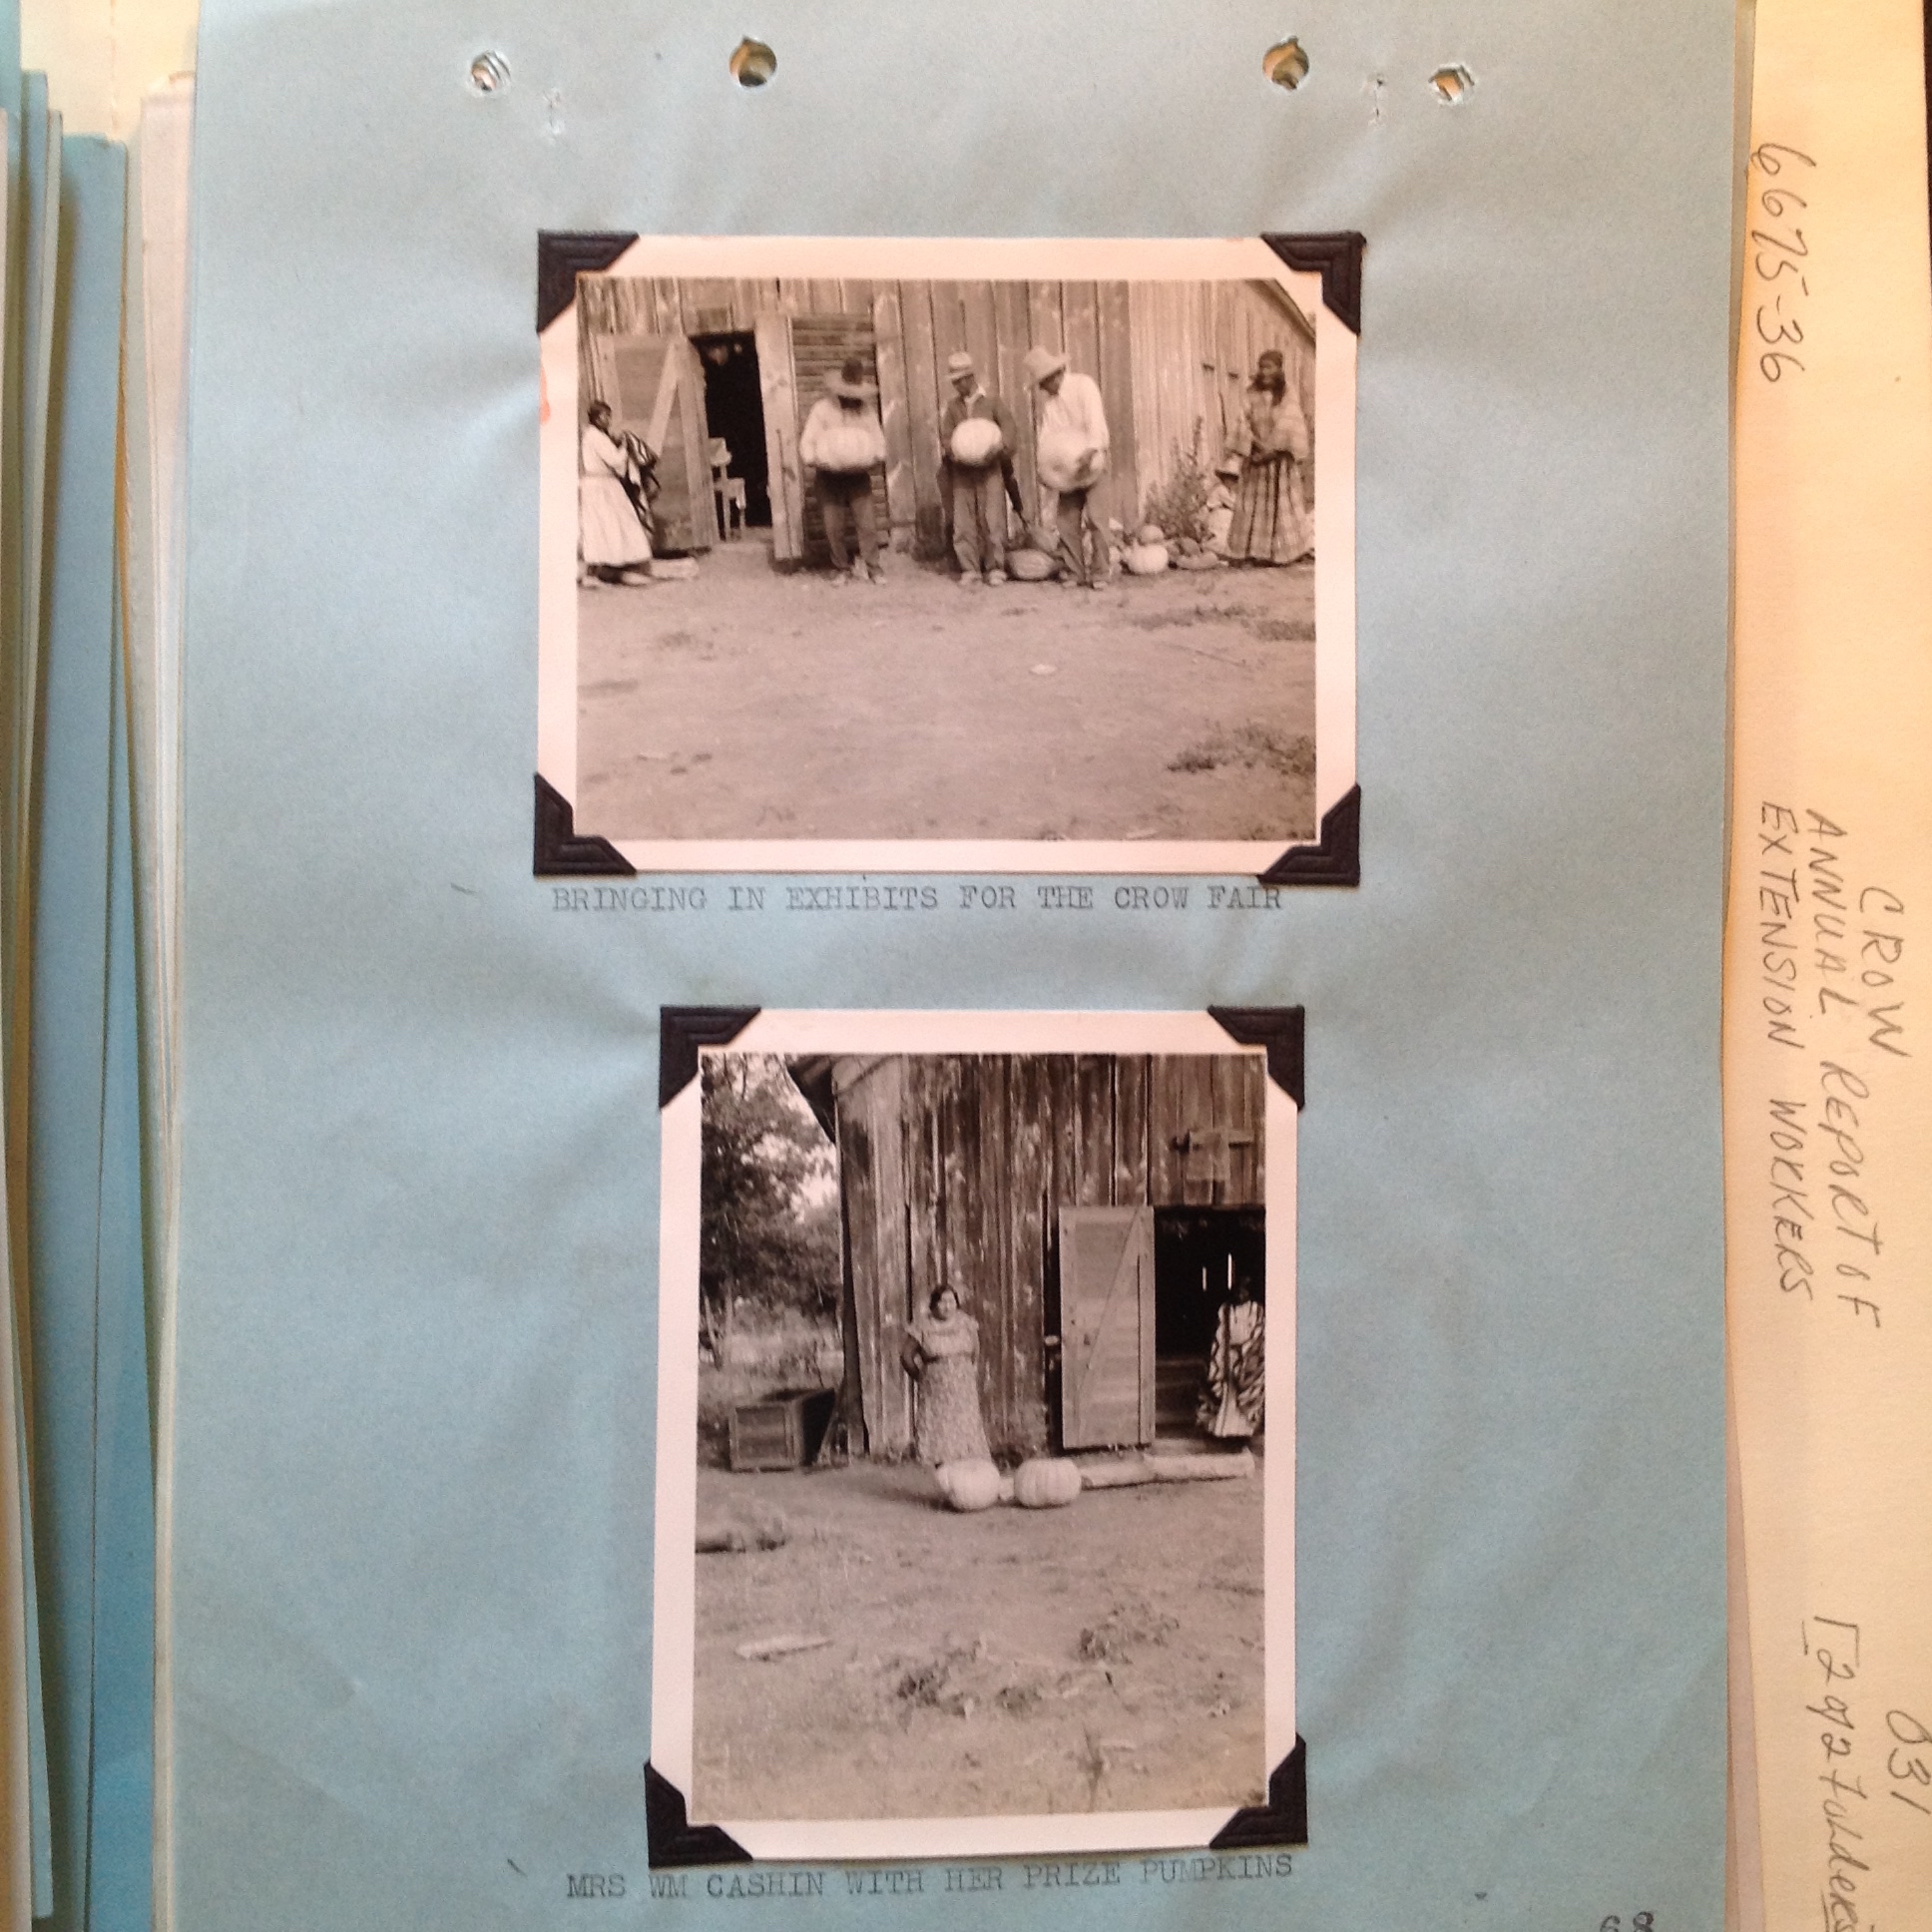 BRINGING IN EXHIBITS FOR THE CROW FAIR
MRS WM CASHIN WITH HER PRIZE PUMPKINS
68
6675-36
CROW
ANNUAL REPORT OF
EXTENSION WORKERS
031
[2 of 2 folders